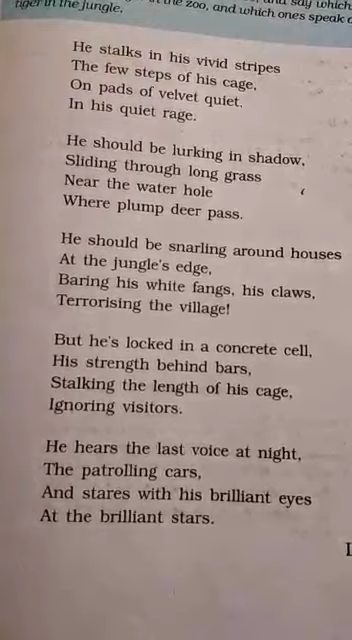 the zoo, and which ones speak
tiger in the jungle.
He stalks in his vivid stripes
The few steps of his cage,
On pads of velvet quiet,
In his quiet rage.
He should be lurking in shadow,
Sliding through long grass
Near the water hole
Where plump deer pass.
He should be snarling around houses
At the jungle's edge,
Baring his white fangs, his claws,
Terrorising the village!
But he's locked in a concrete cell,
His strength behind bars,
Stalking the length of his cage,
Ignoring visitors.
He hears the last voice at night,
The patrolling cars,
And stares with his brilliant eyes
At the brilliant stars.